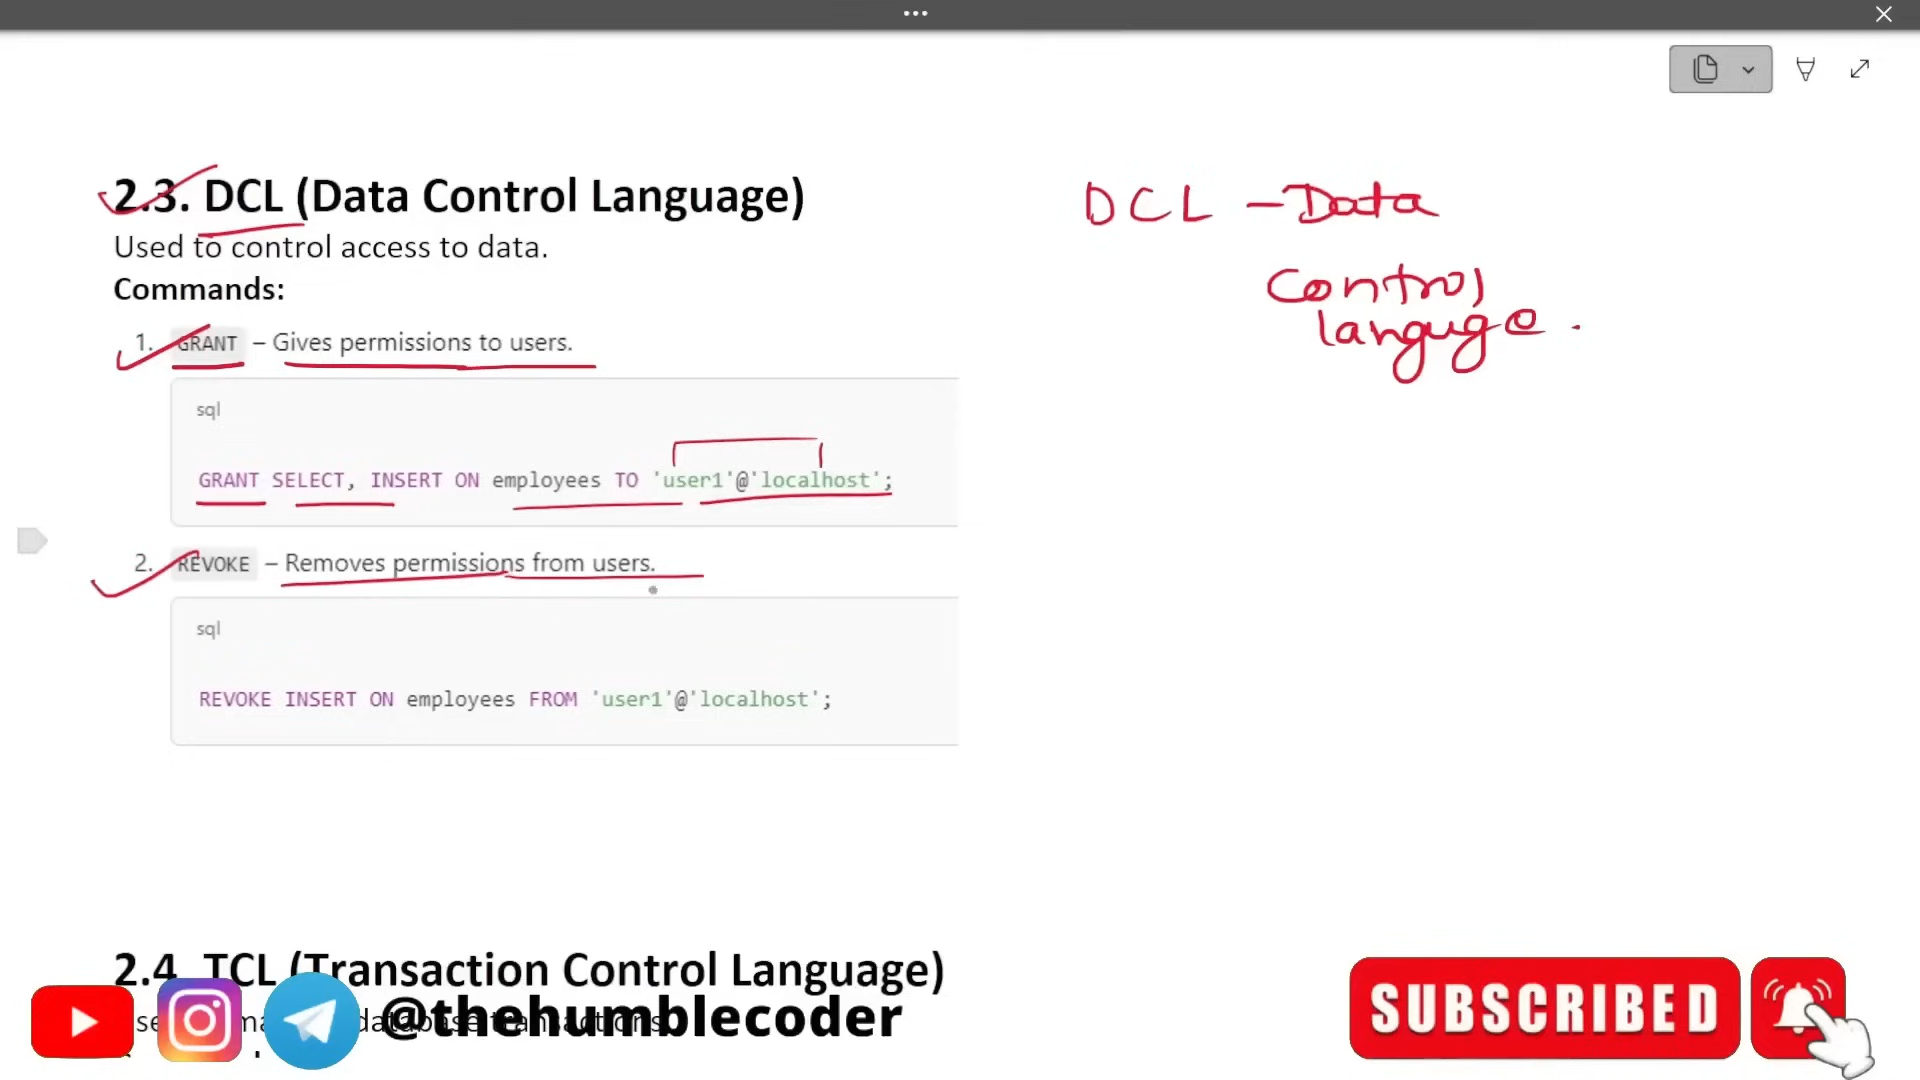 2.3. DCL (Data Control Language)
Used to control access to data.
Commands:
1. GRANT – Gives permissions to users.
sql
GRANT SELECT, INSERT ON employees TO 'user1'@'localhost';
2. REVOKE – Removes permissions from users.
sql
REVOKE INSERT ON employees FROM 'user1'@'localhost';
DCL - Data
Control
languge.
2.4. TCL (Transaction Control Language)
database transactions
@thehumblecoder
SUBSCRIBED